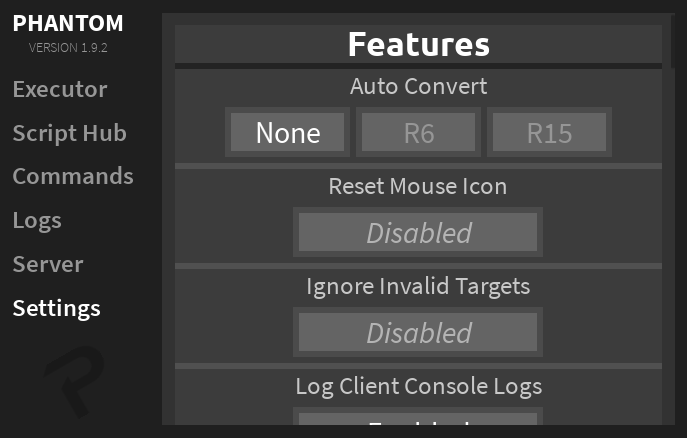 PHANTOM
VERSION 1.9.2
Executor
Script Hub
Commands
Logs
Server
Settings
Features
Auto Convert
None R6 R15
Reset Mouse Icon
Disabled
Ignore Invalid Targets
Disabled
Log Client Console Logs